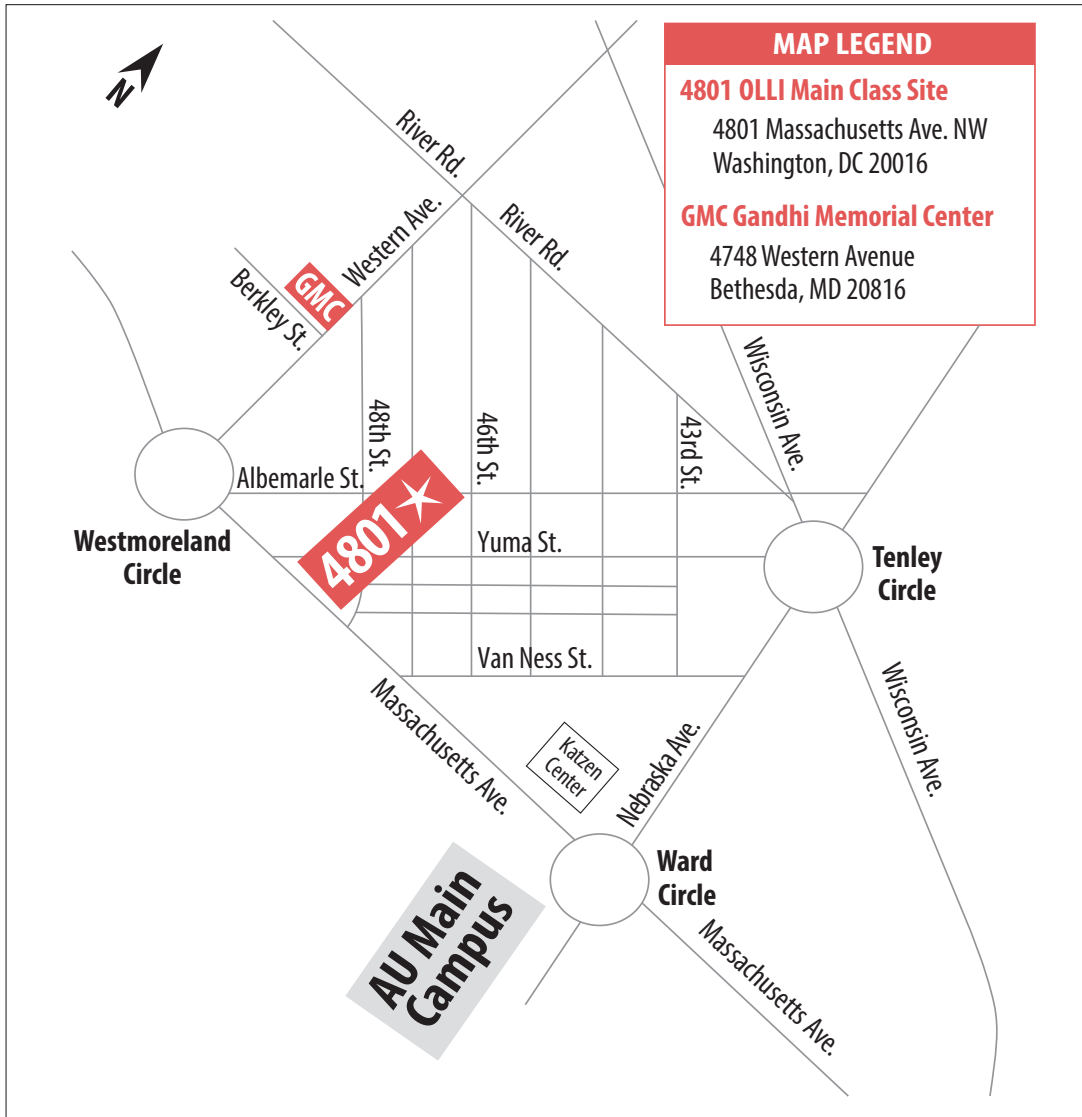 MAP LEGEND
4801 OLLI Main Class Site
4801 Massachusetts Ave. NW
Washington, DC 20016
GMC Gandhi Memorial Center
4748 Western Avenue
Bethesda, MD 20816
N
River Rd.
River Rd.
Western Ave.
GMC
Berkley St.
Wisconsin Ave.
48th St.
46th St.
43rd St.
Albemarle St.
4801
Westmoreland
Circle
Yuma St.
Tenley
Circle
Van Ness St.
Massachusetts Ave.
Katzen
Center
Nebraska Ave.
Wisconsin Ave.
Ward
Circle
AU Main
Campus
Massachusetts Ave.